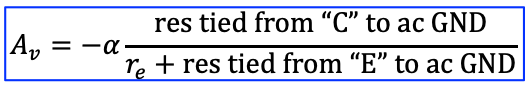 A_v = −α (res tied from “C” to ac GND) / (r_e + res tied from “E” to ac GND)